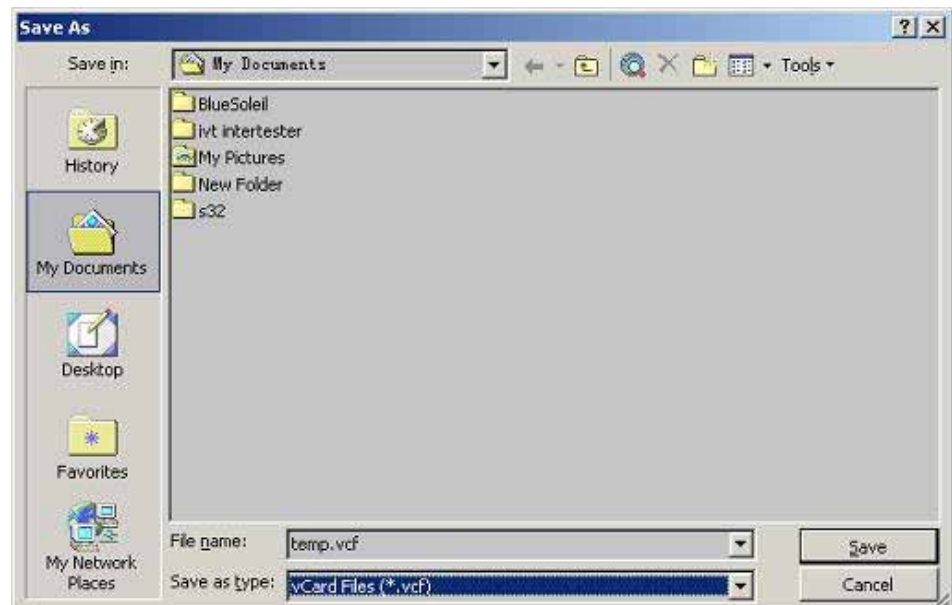 Save As
Save in:
My Documents
Tools
BlueSoleil
ivt intertester
My Pictures
New Folder
s32
History
My Documents
Desktop
Favorites
My Network
Places
File name:
temp.vcf
Save
Save as type:
vCard Files (*.vcf)
Cancel